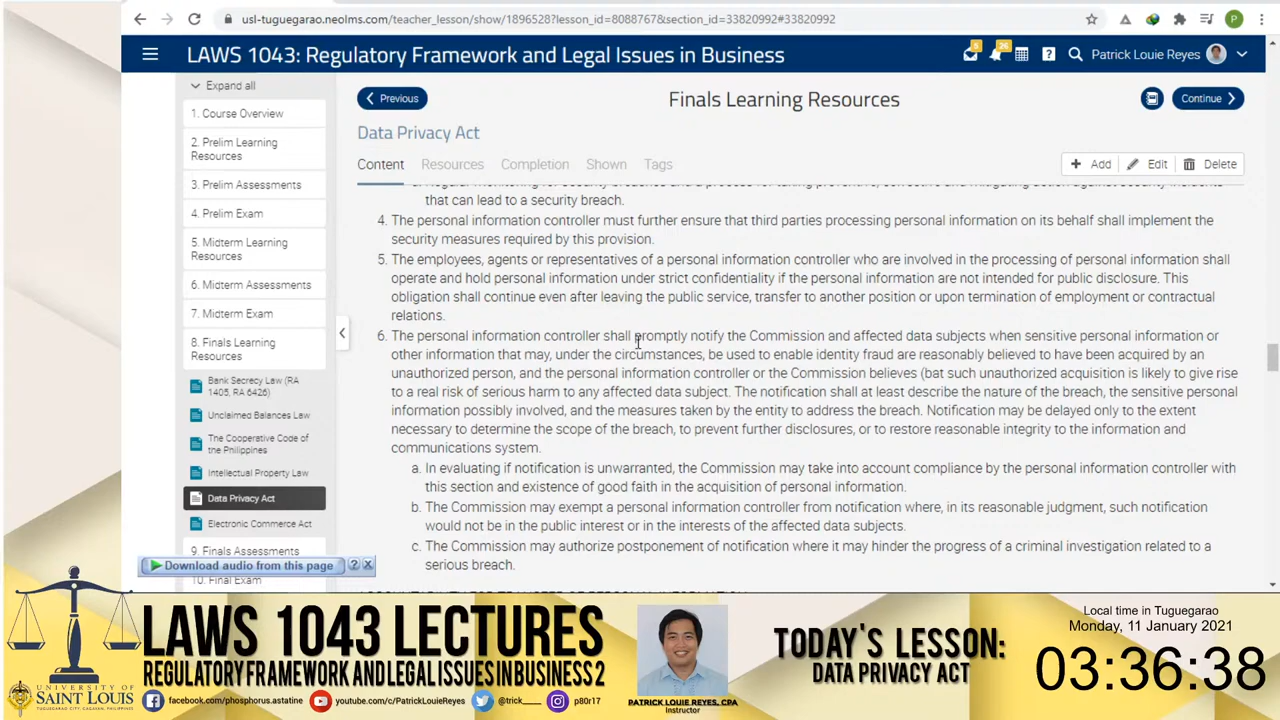 usl-tuguegarao.neolms.com/teacher_lesson/show/1896528?lesson_id=8088767&section_id=33820992#33820992
P
LAWS 1043: Regulatory Framework and Legal Issues in Business
Patrick Louie Reyes
Expand all
1. Course Overview
2. Prelim Learning
Resources
3. Prelim Assessments
4. Prelim Exam
5. Midterm Learning
Resources
6. Midterm Assessments
7. Midterm Exam
8. Finals Learning
Resources
Bank Secrecy Law (RA
1405, RA 6426)
Unclaimed Balances Law
The Cooperative Code of
the Philippines
Intellectual Property Law
Data Privacy Act
Electronic Commerce Act
9. Finals Assessments
10. Final Exam
Download audio from this page
Previous
Finals Learning Resources
Continue
Data Privacy Act
Content Resources Completion Shown Tags
Add Edit Delete
that can lead to a security breach.
4. The personal information controller must further ensure that third parties processing personal information on its behalf shall implement the
security measures required by this provision.
5. The employees, agents or representatives of a personal information controller who are involved in the processing of personal information shall
operate and hold personal information under strict confidentiality if the personal information are not intended for public disclosure. This
obligation shall continue even after leaving the public service, transfer to another position or upon termination of employment or contractual
relations.
6. The personal information controller shall promptly notify the Commission and affected data subjects when sensitive personal information or
other information that may, under the circumstances, be used to enable identity fraud are reasonably believed to have been acquired by an
unauthorized person, and the personal information controller or the Commission believes (bat such unauthorized acquisition is likely to give rise
to a real risk of serious harm to any affected data subject. The notification shall at least describe the nature of the breach, the sensitive personal
information possibly involved, and the measures taken by the entity to address the breach. Notification may be delayed only to the extent
necessary to determine the scope of the breach, to prevent further disclosures, or to restore reasonable integrity to the information and
communications system.
a. In evaluating if notification is unwarranted, the Commission may take into account compliance by the personal information controller with
this section and existence of good faith in the acquisition of personal information.
b. The Commission may exempt a personal information controller from notification where, in its reasonable judgment, such notification
would not be in the public interest or in the interests of the affected data subjects.
c. The Commission may authorize postponement of notification where it may hinder the progress of a criminal investigation related to a
serious breach.
LAWS 1043 LECTURES
REGULATORY FRAMEWORK AND LEGAL ISSUES IN BUSINESS 2
UNIVERSITY OF
SAINT LOUIS
TUGUEGARAO CITY, CAGAYAN, PHILIPPINES
facebook.com/phosphorus.astatine
youtube.com/c/PatrickLouieReyes
@trick____
p80r17
PATRICK LOUIE REYES, CPA
Instructor
TODAY'S LESSON:
DATA PRIVACY ACT
Local time in Tuguegarao
Monday, 11 January 2021
03:36:38